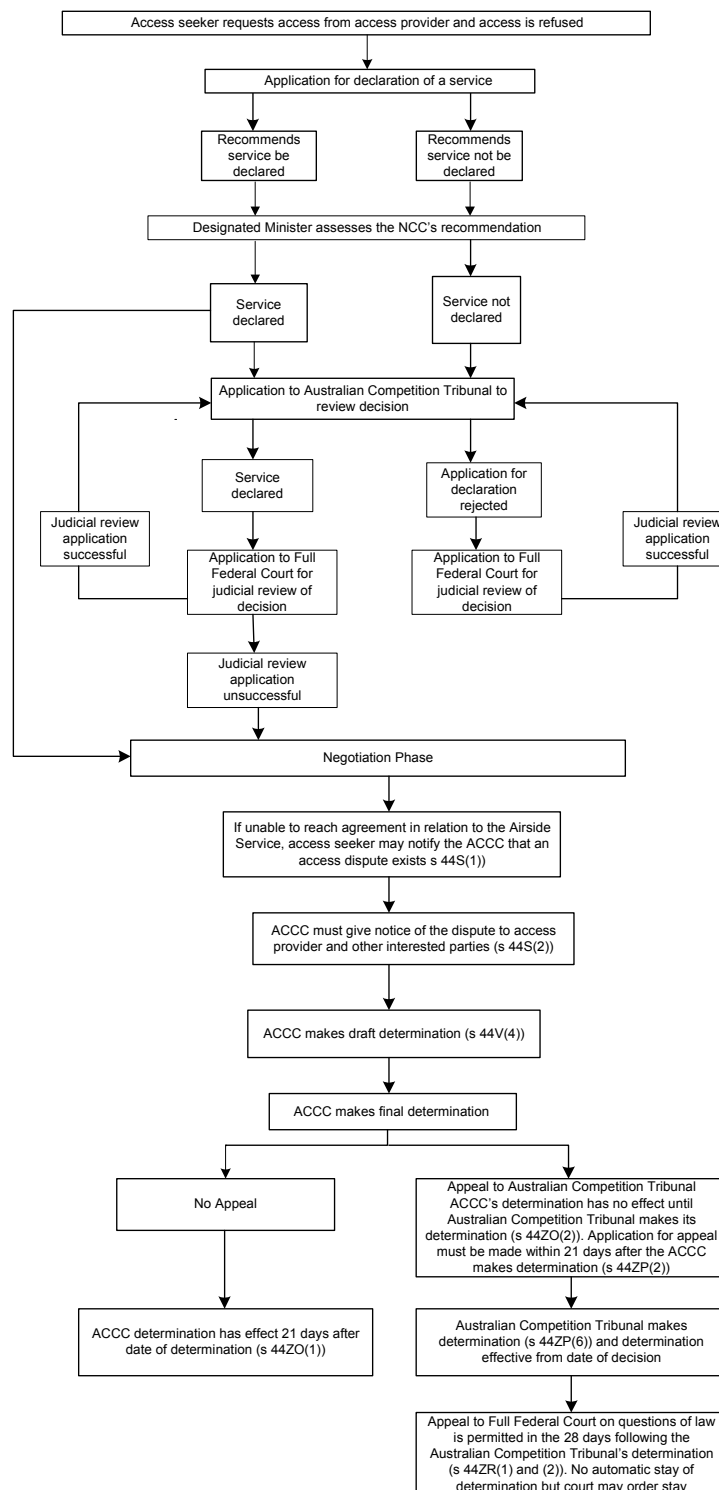 Access seeker requests access from access provider and access is refused
Application for declaration of a service
Recommends
service be
declared
Recommends
service not be
declared
Designated Minister assesses the NCC's recommendation
Service
declared
Service not
declared
Application to Australian Competition Tribunal to
review decision
Service
declared
Application for
declaration
rejected
Judicial review
application
successful
Judicial review
application
successful
Application to Full
Federal Court for
judicial review of
decision
Application to Full
Federal Court for
judicial review of
decision
Judicial review
application
unsuccessful
Negotiation Phase
If unable to reach agreement in relation to the Airside
Service, access seeker may notify the ACCC that an
access dispute exists s 44S(1))
ACCC must give notice of the dispute to access
provider and other interested parties (s 44S(2))
ACCC makes draft determination (s 44V(4))
ACCC makes final determination
No Appeal
Appeal to Australian Competition Tribunal
ACCC's determination has no effect until
Australian Competition Tribunal makes its
determination (s 44ZO(2)). Application for appeal
must be made within 21 days after the ACCC
makes determination (s 44ZP(2))
ACCC determination has effect 21 days after
date of determination (s 44ZO(1))
Australian Competition Tribunal makes
determination (s 44ZP(6)) and determination
effective from date of decision
Appeal to Full Federal Court on questions of law
is permitted in the 28 days following the
Australian Competition Tribunal's determination
(s 44ZR(1) and (2)). No automatic stay of
determination but court may order stay